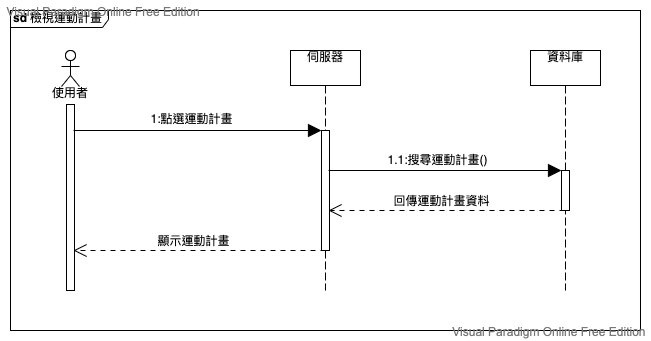 Visual Paradigm Online Free Edition
sd 檢視運動計畫
伺服器
資料庫
使用者
1:點選運動計畫
1.1:搜尋運動計畫()
回傳運動計畫資料
顯示運動計畫
Visual Paradigm Online Free Edition